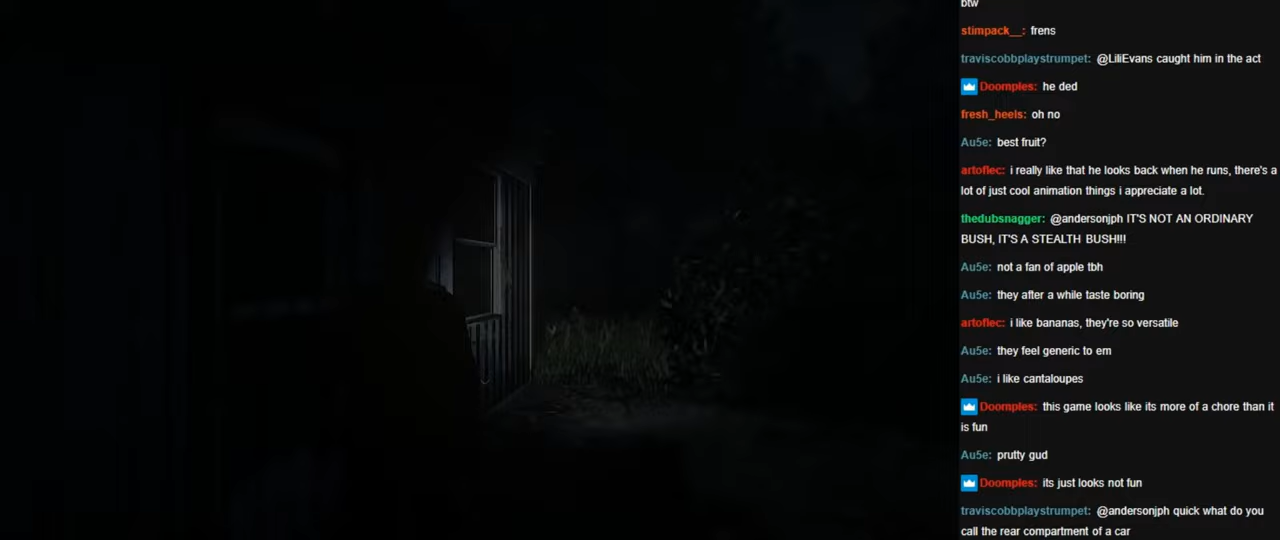 btw
stimpack__: frens
traviscobbplaystrumpet: @LiliEvans caught him in the act
Doomples: he ded
fresh_heels: oh no
Au5e: best fruit?
artoflec: i really like that he looks back when he runs, there's a
lot of just cool animation things i appreciate a lot.
thedubsnagger: @andersonjph IT'S NOT AN ORDINARY
BUSH, IT'S A STEALTH BUSH!!!
Au5e: not a fan of apple tbh
Au5e: they after a while taste boring
artoflec: i like bananas, they're so versatile
Au5e: they feel generic to em
Au5e: i like cantaloupes
Doomples: this game looks like its more of a chore than it
is fun
Au5e: prutty gud
Doomples: its just looks not fun
traviscobbplaystrumpet: @andersonjph quick what do you
call the rear compartment of a car